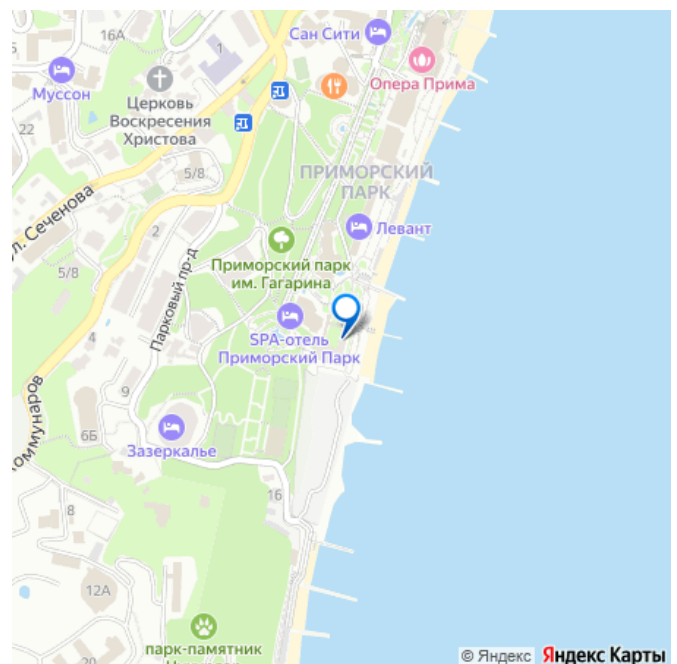 16А
1
Сан Сити
Опера Прима
Муссон
Церковь
Воскресения
Христова
22
5/8
ПРИМОРСКИЙ
ПАРК
ул. Сеченова
2
Левант
5/8
Приморский парк
им. Гагарина
Парковый пр-д
4
SPA-отель
Приморский Парк
9
Коммунаров
6Б
Зазеркалье
16
8
12А
парк-памятник
20
© Яндекс Яндекс Карты